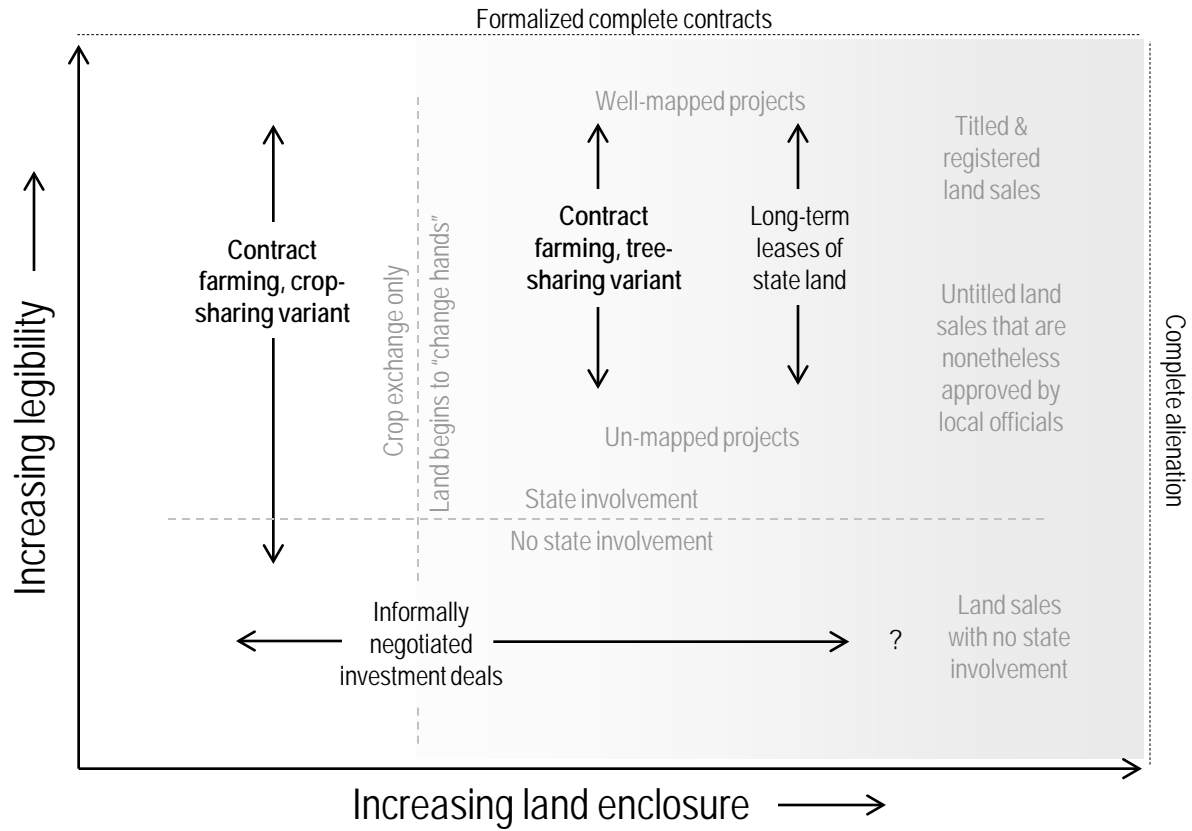 Formalized complete contracts
Well-mapped projects
Titled &
registered
land sales
Contract
farming, crop-
sharing variant
Contract
farming, tree-
sharing variant
Long-term
leases of
state land
Crop exchange only
Land begins to "change hands"
Untitled land
sales that are
nonetheless
approved by
local officials
Un-mapped projects
State involvement
No state involvement
Informally
negotiated
investment deals
?
Land sales
with no state
involvement
Increasing legibility
Complete alienation
Increasing land enclosure